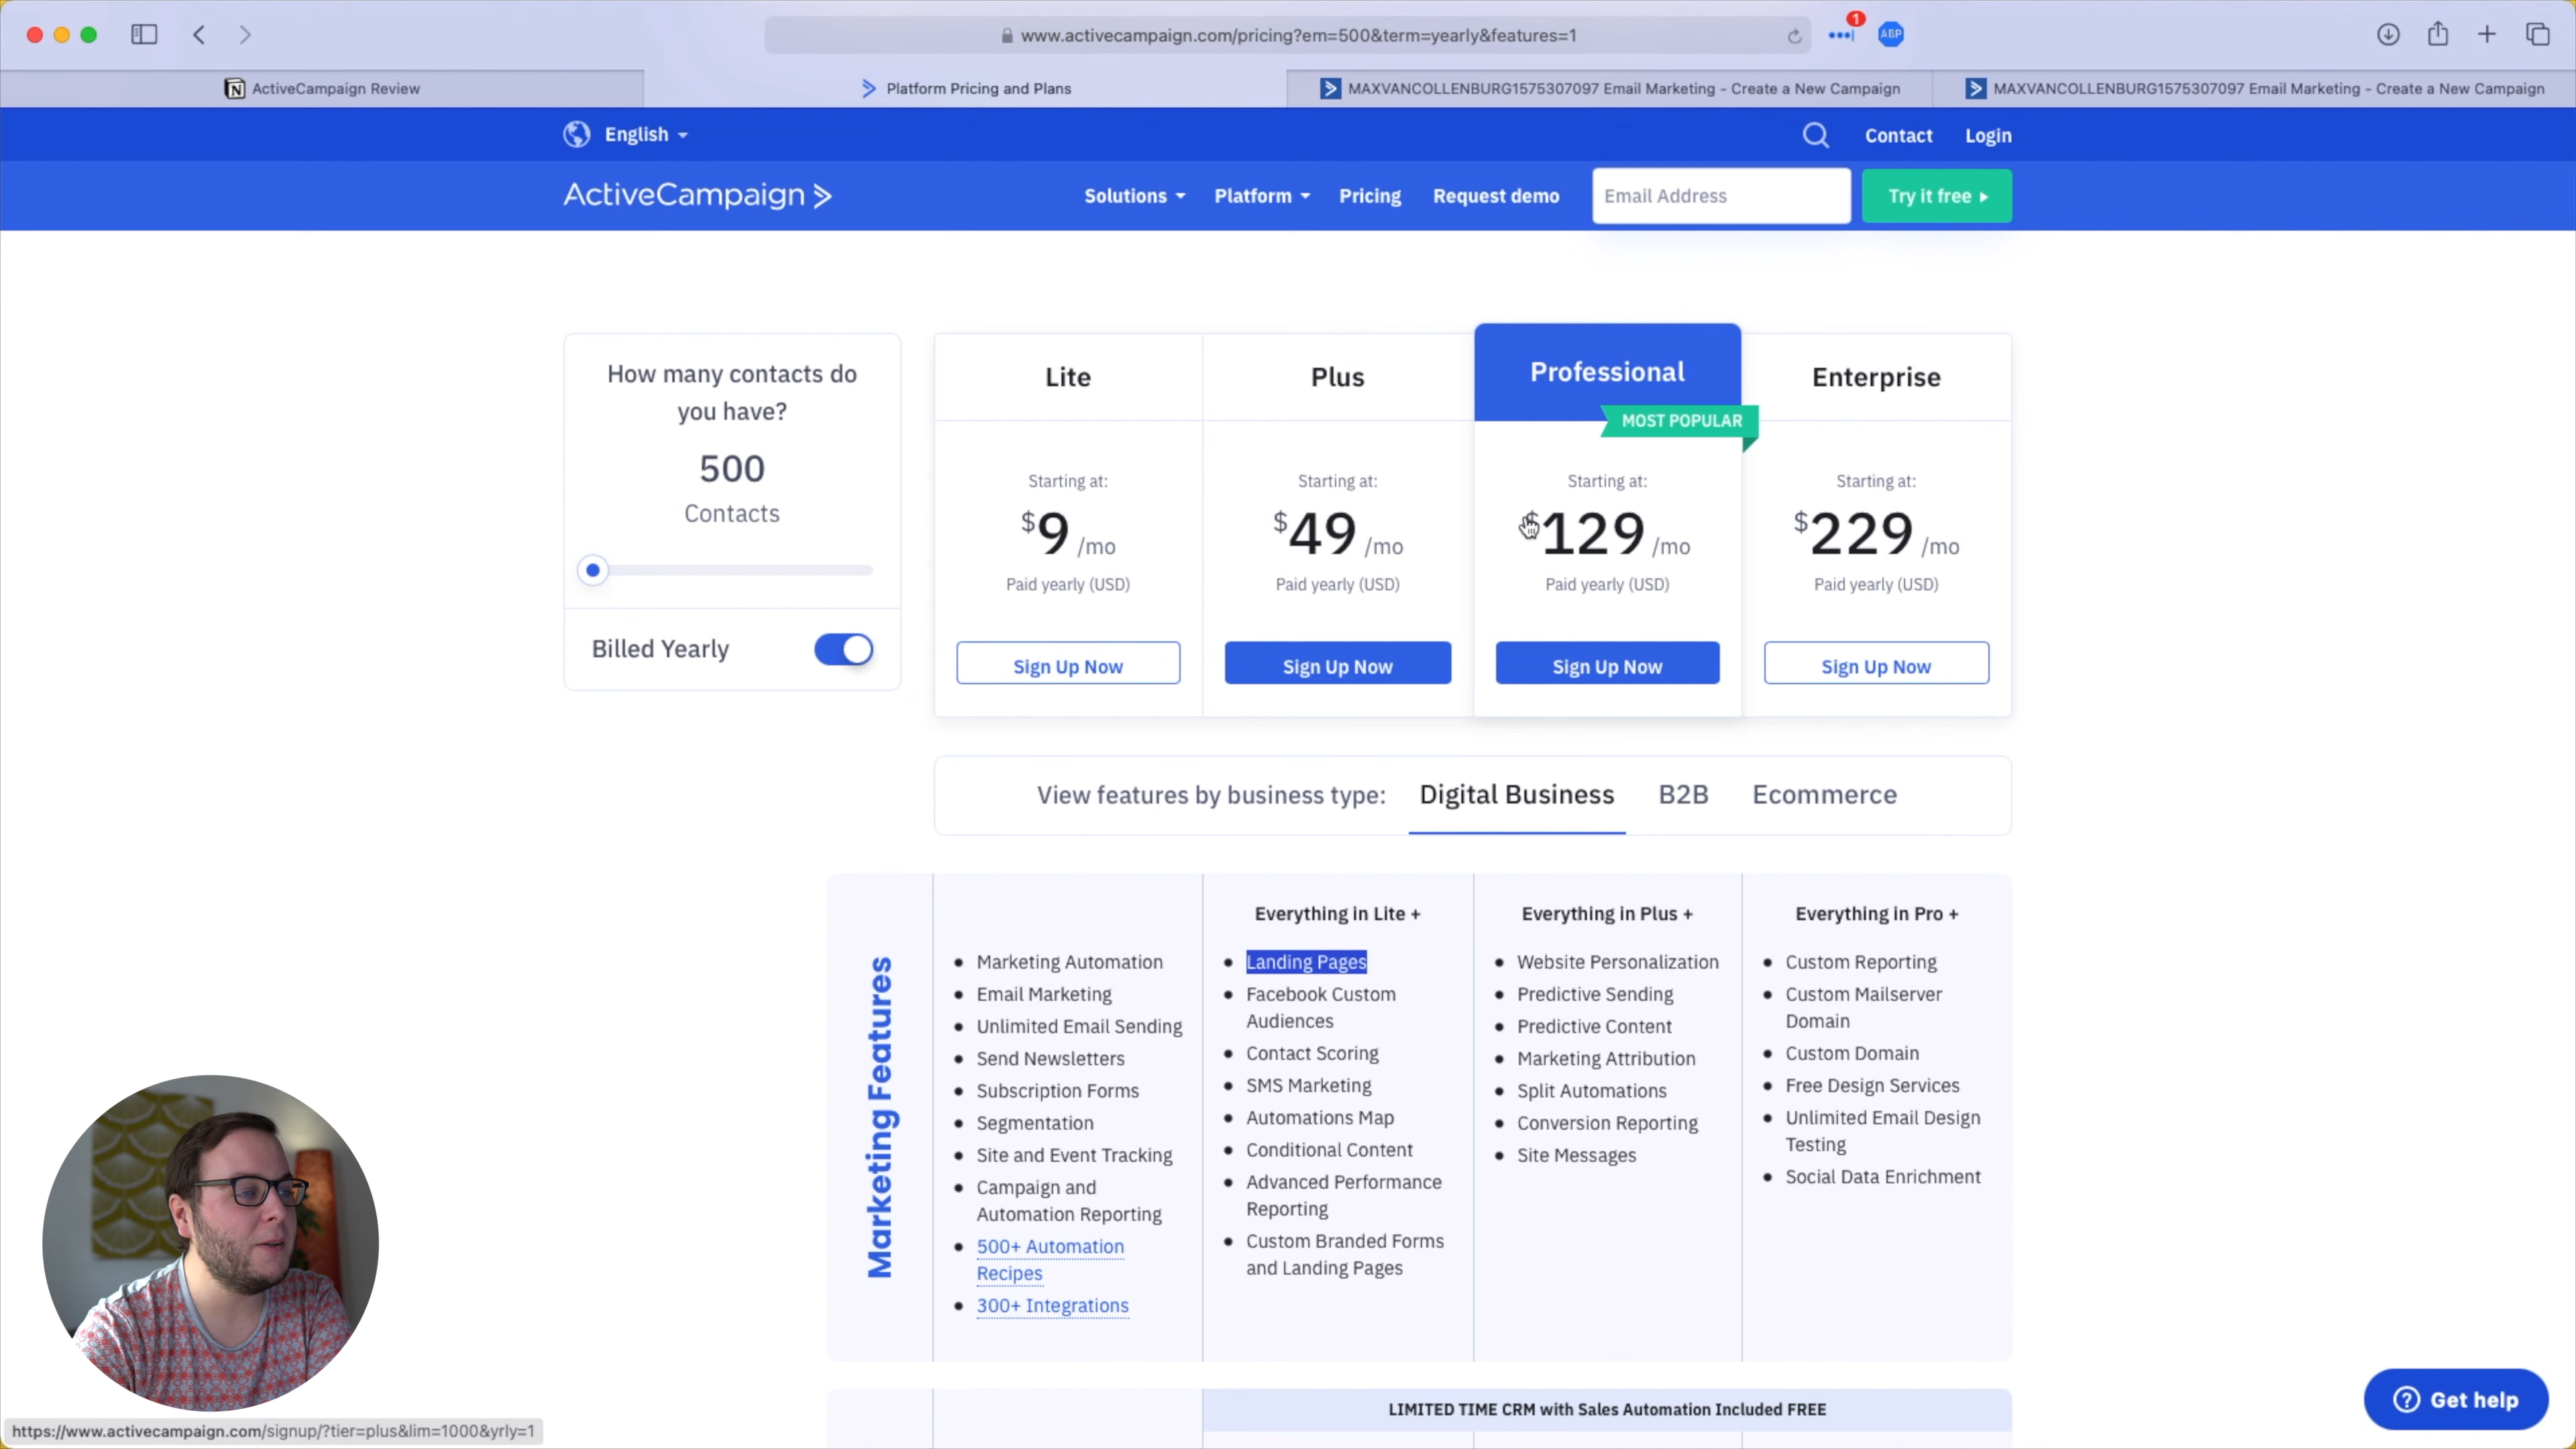 www.activecampaign.com/pricing?em=500&term=yearly&features=1
1
ABP
ActiveCampaign Review
Platform Pricing and Plans
MAXVANCOLLENBURG1575307097 Email Marketing - Create a New Campaign
MAXVANCOLLENBURG1575307097 Email Marketing - Create a New Campaign
English
Contact
Login
ActiveCampaign
Solutions
Platform
Pricing
Request demo
Email Address
Try it free
How many contacts do
you have?
500
Contacts
Billed Yearly
Lite
Plus
Professional
Enterprise
MOST POPULAR
Starting at:
$9 /mo
Paid yearly (USD)
Sign Up Now
Starting at:
$49 /mo
Paid yearly (USD)
Sign Up Now
Starting at:
$129 /mo
Paid yearly (USD)
Sign Up Now
Starting at:
$229 /mo
Paid yearly (USD)
Sign Up Now
View features by business type:
Digital Business
B2B
Ecommerce
Marketing Features
Marketing Automation
Email Marketing
Unlimited Email Sending
Send Newsletters
Subscription Forms
Segmentation
Site and Event Tracking
Campaign and
Automation Reporting
500+ Automation
Recipes
300+ Integrations
Everything in Lite +
Landing Pages
Facebook Custom
Audiences
Contact Scoring
SMS Marketing
Automations Map
Conditional Content
Advanced Performance
Reporting
Custom Branded Forms
and Landing Pages
Everything in Plus +
Website Personalization
Predictive Sending
Predictive Content
Marketing Attribution
Split Automations
Conversion Reporting
Site Messages
Everything in Pro +
Custom Reporting
Custom Mailserver
Domain
Custom Domain
Free Design Services
Unlimited Email Design
Testing
Social Data Enrichment
LIMITED TIME CRM with Sales Automation Included FREE
Get help
https://www.activecampaign.com/signup/?tier=plus&lim=1000&yrly=1